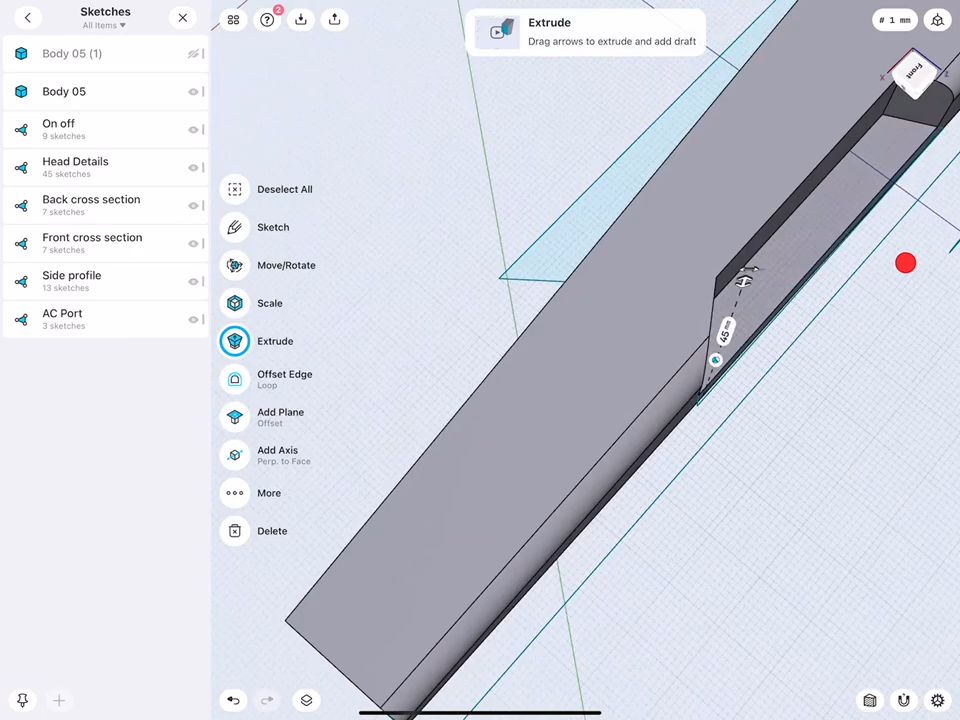 Sketches
All Items
Body 05 (1)
Body 05
On off
9 sketches
Head Details
45 sketches
Back cross section
7 sketches
Front cross section
7 sketches
Side profile
13 sketches
AC Port
3 sketches
2
Extrude
Drag arrows to extrude and add draft
# 1 mm
Front
X
Z
Deselect All
Sketch
Move/Rotate
Scale
Extrude
Offset Edge
Loop
Add Plane
Offset
Add Axis
Perp. to Face
More
Delete
45 mm